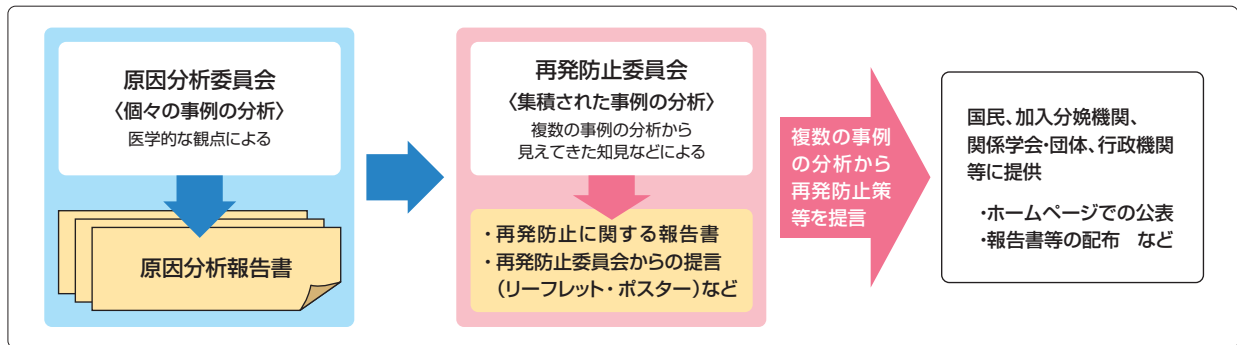 原因分析委員会
〈個々の事例の分析〉
医学的な観点による
原因分析報告書
再発防止委員会
〈集積された事例の分析〉
複数の事例の分析から
見えてきた知見などによる
・再発防止に関する報告書
・再発防止委員会からの提言
（リーフレット・ポスター）など
複数の事例
の分析から
再発防止策
等を提言
国民、加入分娩機関、
関係学会・団体、行政機関
等に提供
・ホームページでの公表
・報告書等の配布　など